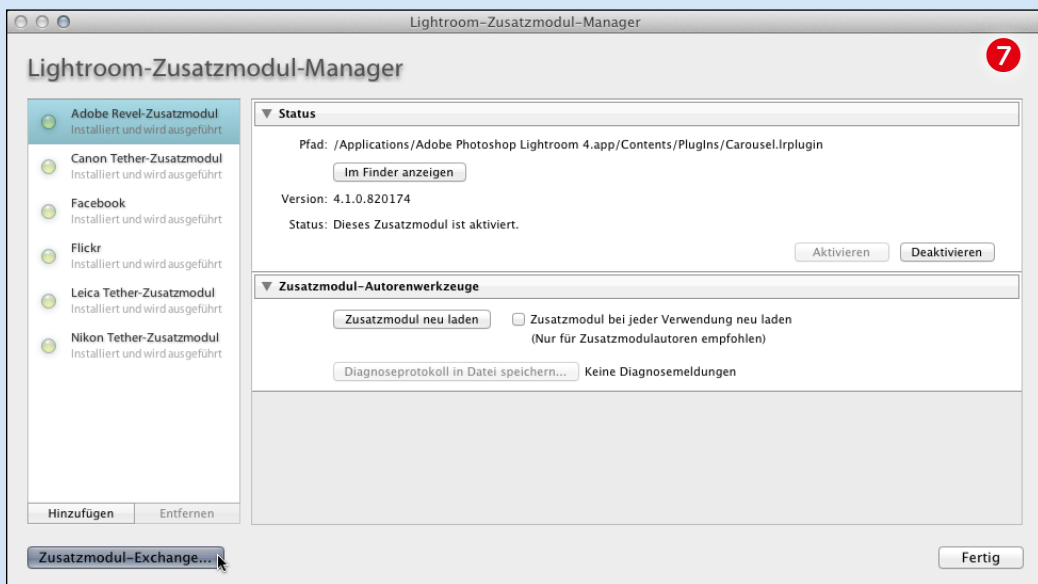 Lightroom-Zusatzmodul-Manager
Lightroom-Zusatzmodul-Manager
7
Adobe Revel-Zusatzmodul
Installiert und wird ausgeführt
Canon Tether-Zusatzmodul
Installiert und wird ausgeführt
Facebook
Installiert und wird ausgeführt
Flickr
Installiert und wird ausgeführt
Leica Tether-Zusatzmodul
Installiert und wird ausgeführt
Nikon Tether-Zusatzmodul
Installiert und wird ausgeführt
Hinzufügen Entfernen
Status
Pfad: /Applications/Adobe Photoshop Lightroom 4.app/Contents/PlugIns/Carousel.lrplugin
Im Finder anzeigen
Version: 4.1.0.820174
Status: Dieses Zusatzmodul ist aktiviert.
Aktivieren Deaktivieren
Zusatzmodul-Autorenwerkzeuge
Zusatzmodul neu laden Zusatzmodul bei jeder Verwendung neu laden
(Nur für Zusatzmodulautoren empfohlen)
Diagnoseprotokoll in Datei speichern... Keine Diagnosemeldungen
Zusatzmodul-Exchange... Fertig